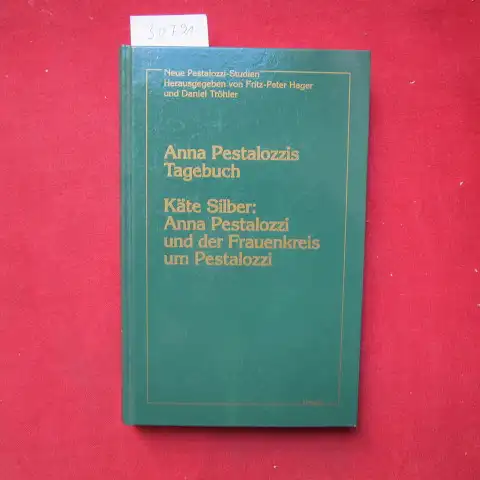 Neue Pestalozzi-Studien
Herausgegeben von Fritz-Peter Hager
und Daniel Tröhler
Anna Pestalozzis
Tagebuch
Käte Silber:
Anna Pestalozzi
und der Frauenkreis
um Pestalozzi